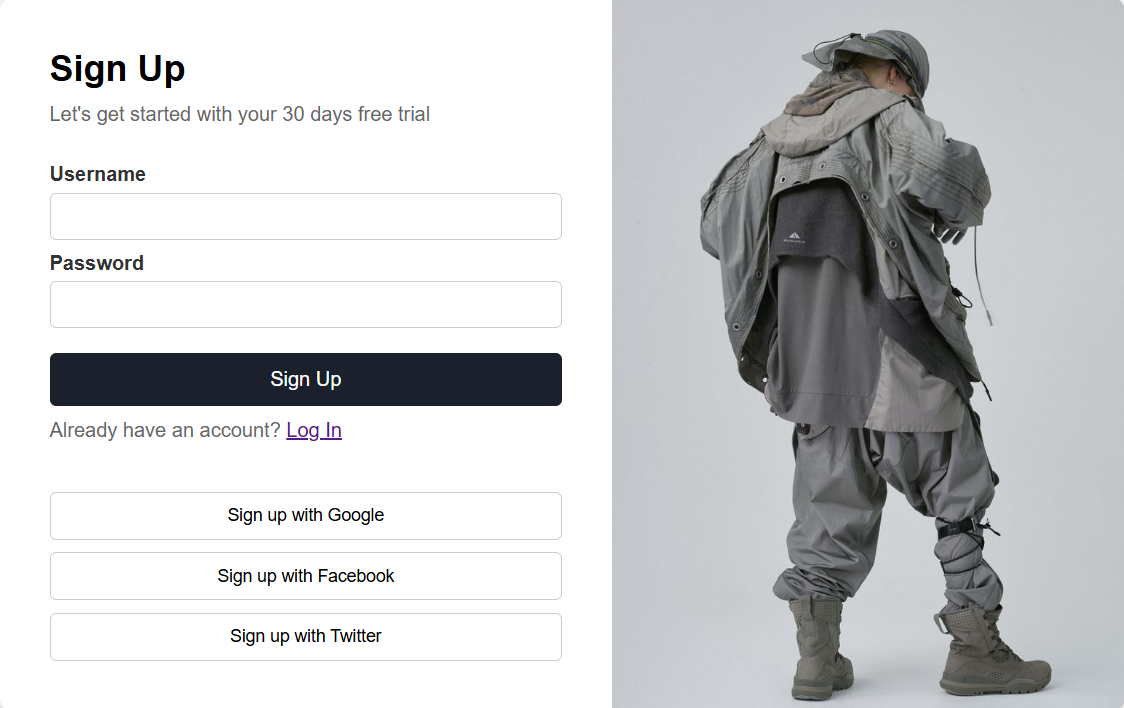 Sign Up
Let's get started with your 30 days free trial
Username
Password
Sign Up
Already have an account? Log In
Sign up with Google
Sign up with Facebook
Sign up with Twitter